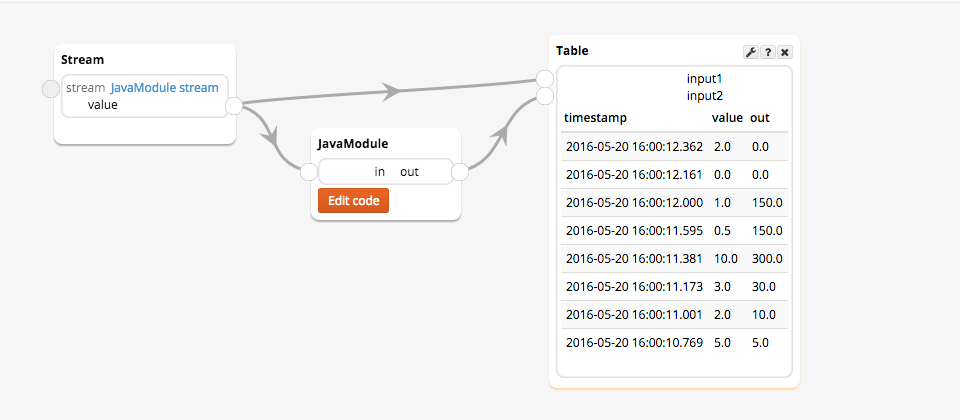 Stream
stream JavaModule stream
value
JavaModule
in out
Edit code
Table
?
input1
input2
timestamp value out
2016-05-20 16:00:12.362 2.0 0.0
2016-05-20 16:00:12.161 0.0 0.0
2016-05-20 16:00:12.000 1.0 150.0
2016-05-20 16:00:11.595 0.5 150.0
2016-05-20 16:00:11.381 10.0 300.0
2016-05-20 16:00:11.173 3.0 30.0
2016-05-20 16:00:11.001 2.0 10.0
2016-05-20 16:00:10.769 5.0 5.0